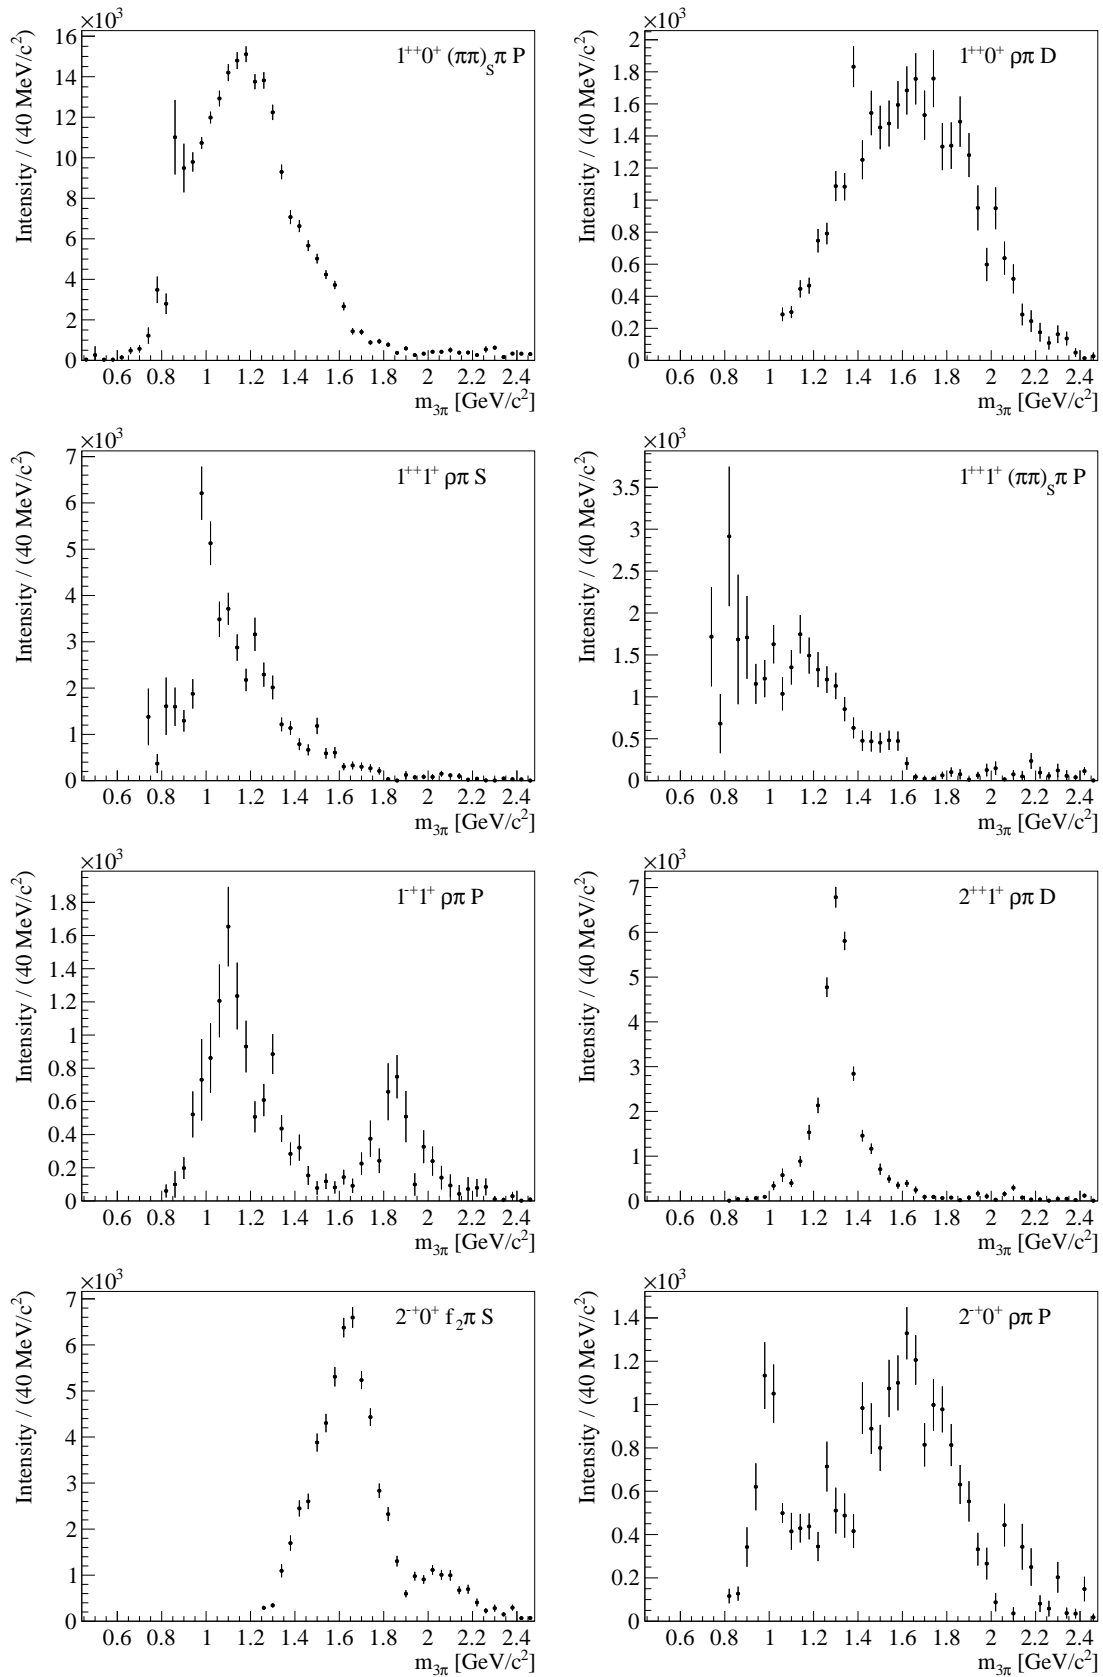 ×10³
Intensity / (40 MeV/c²)
1⁺⁺0⁺ (ππ)ₛπ P
16
14
12
10
8
6
4
2
0
0.6 0.8 1 1.2 1.4 1.6 1.8 2 2.2 2.4
m₃π [GeV/c²]
×10³
Intensity / (40 MeV/c²)
1⁺⁺0⁺ ρπ D
2
1.8
1.6
1.4
1.2
1
0.8
0.6
0.4
0.2
0
0.6 0.8 1 1.2 1.4 1.6 1.8 2 2.2 2.4
m₃π [GeV/c²]
×10³
Intensity / (40 MeV/c²)
1⁺⁺1⁺ ρπ S
7
6
5
4
3
2
1
0
0.6 0.8 1 1.2 1.4 1.6 1.8 2 2.2 2.4
m₃π [GeV/c²]
×10³
Intensity / (40 MeV/c²)
1⁺⁺1⁺ (ππ)ₛπ P
3.5
3
2.5
2
1.5
1
0.5
0
0.6 0.8 1 1.2 1.4 1.6 1.8 2 2.2 2.4
m₃π [GeV/c²]
×10³
Intensity / (40 MeV/c²)
1⁻⁺1⁺ ρπ P
1.8
1.6
1.4
1.2
1
0.8
0.6
0.4
0.2
0
0.6 0.8 1 1.2 1.4 1.6 1.8 2 2.2 2.4
m₃π [GeV/c²]
×10³
Intensity / (40 MeV/c²)
2⁺⁺1⁺ ρπ D
7
6
5
4
3
2
1
0
0.6 0.8 1 1.2 1.4 1.6 1.8 2 2.2 2.4
m₃π [GeV/c²]
×10³
Intensity / (40 MeV/c²)
2⁻⁺0⁺ f₂π S
7
6
5
4
3
2
1
0
0.6 0.8 1 1.2 1.4 1.6 1.8 2 2.2 2.4
m₃π [GeV/c²]
×10³
Intensity / (40 MeV/c²)
2⁻⁺0⁺ ρπ P
1.4
1.2
1
0.8
0.6
0.4
0.2
0
0.6 0.8 1 1.2 1.4 1.6 1.8 2 2.2 2.4
m₃π [GeV/c²]